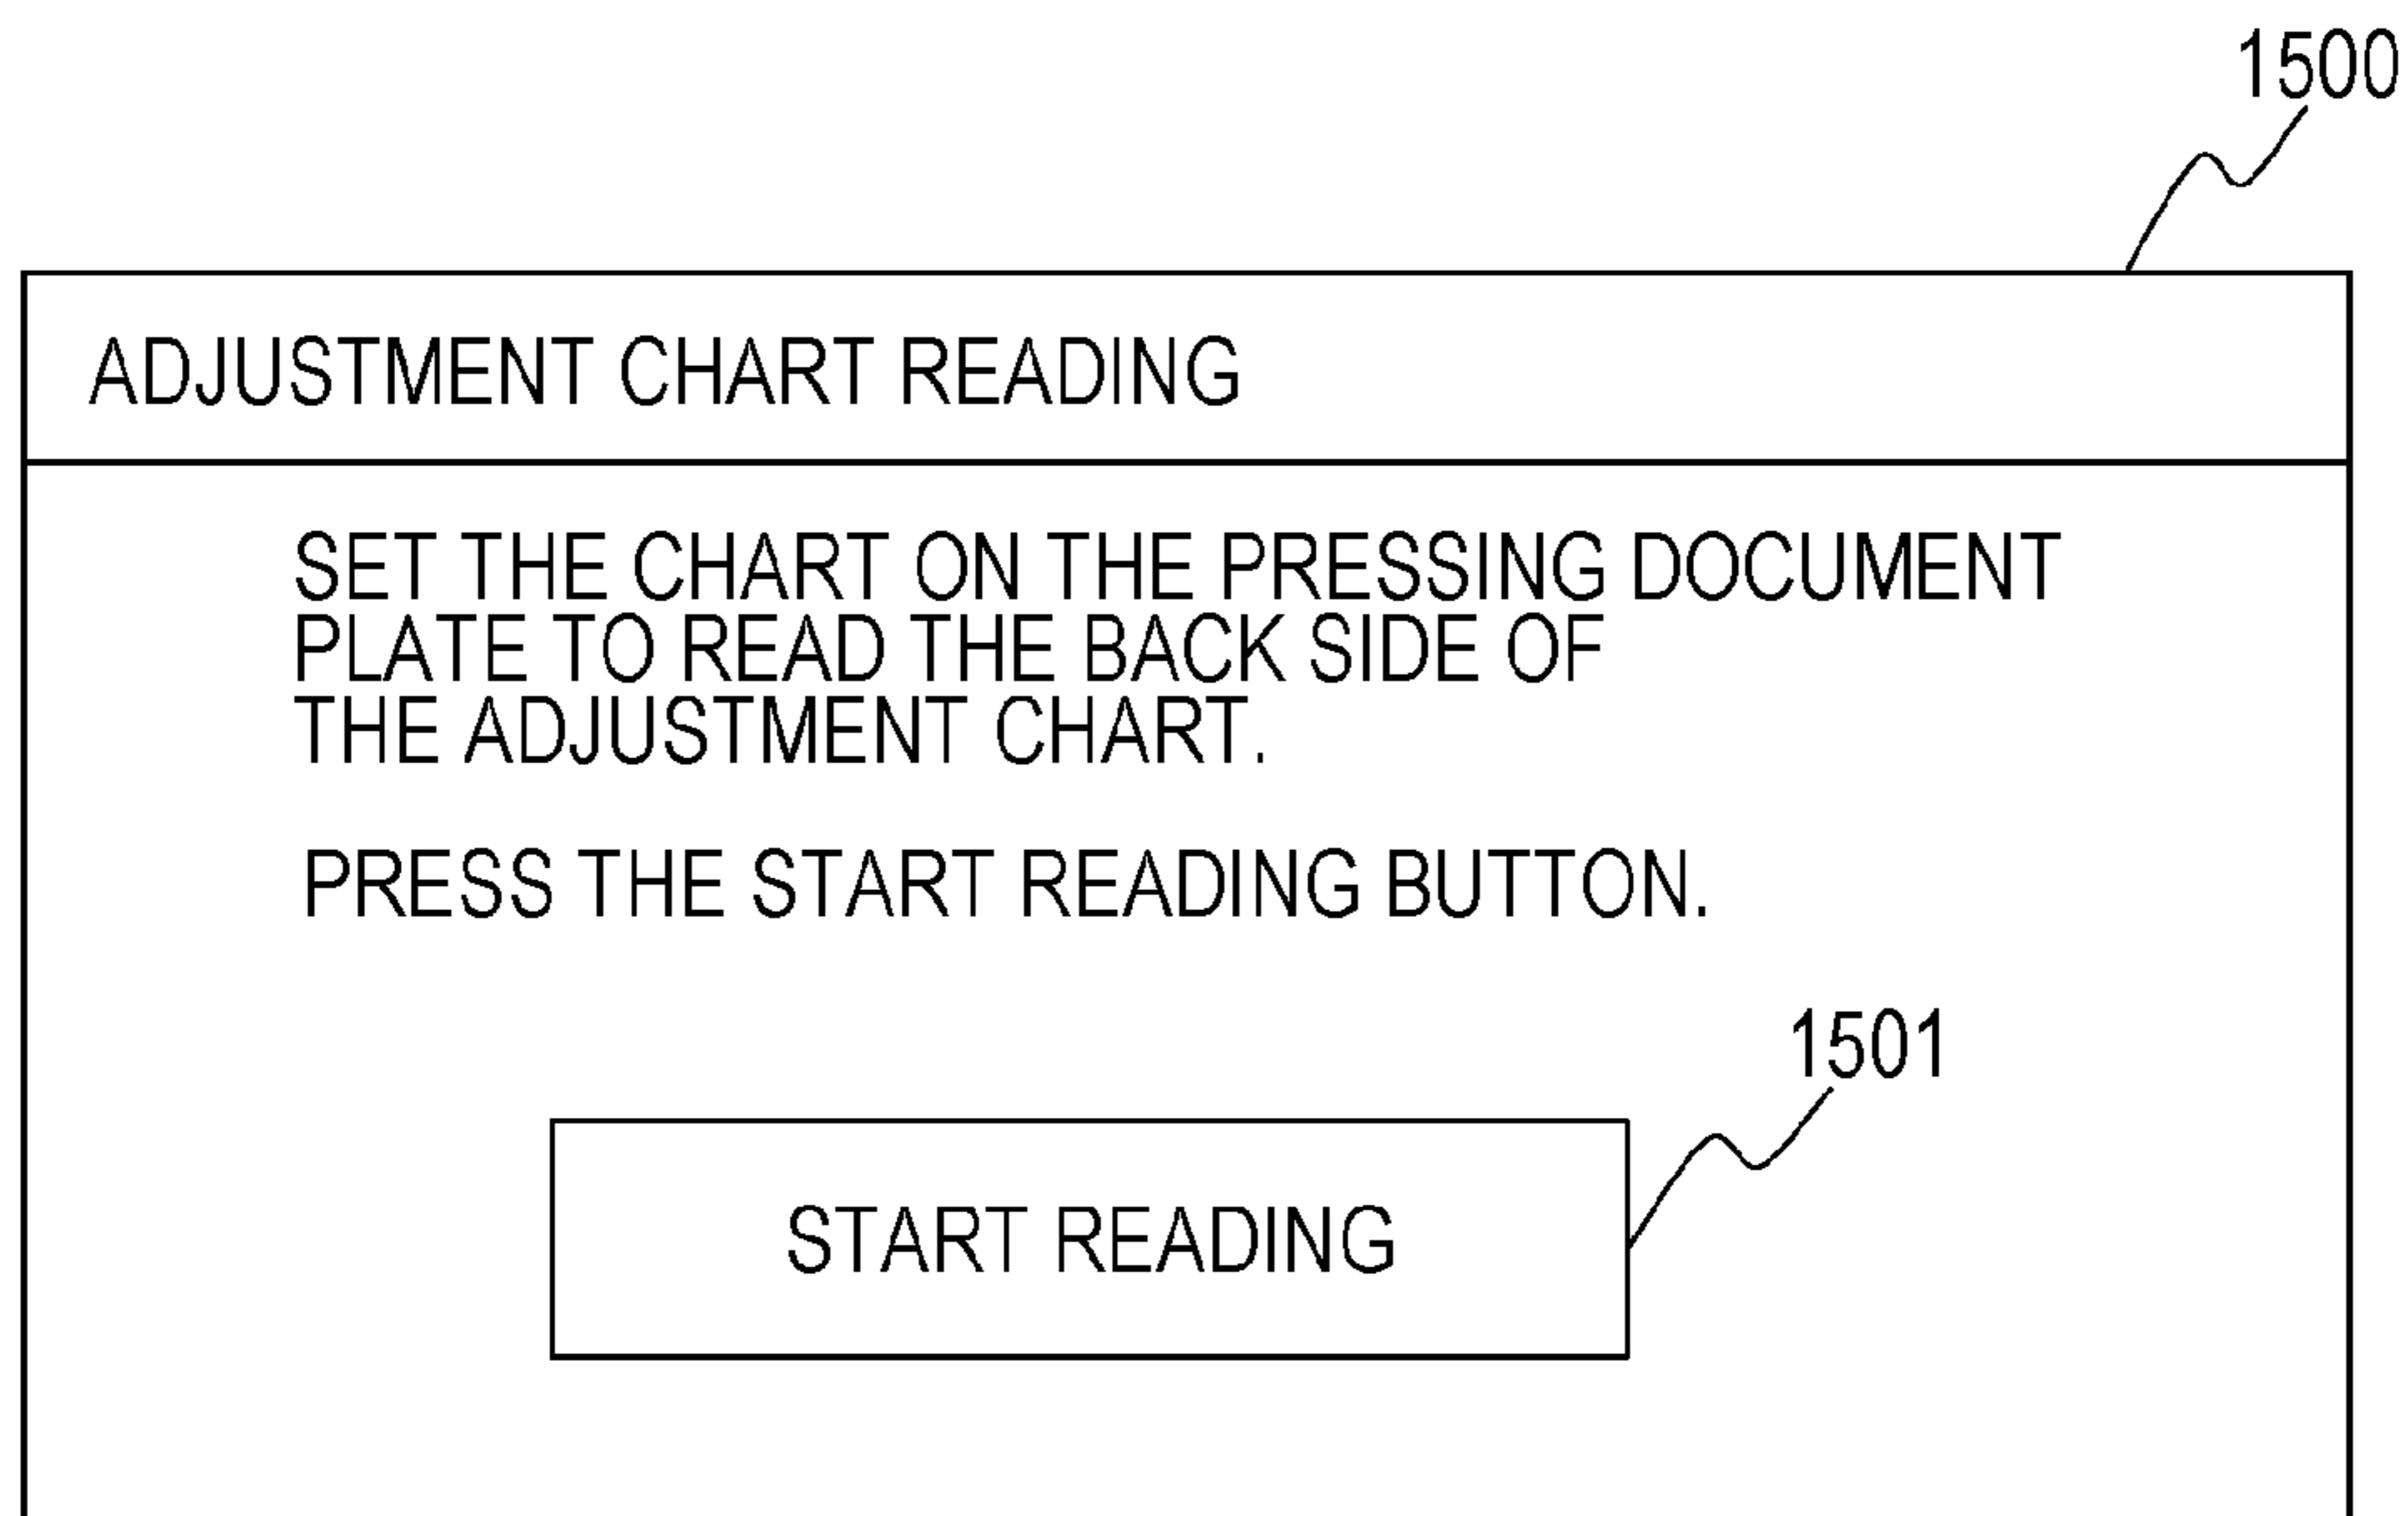 1500
ADJUSTMENT CHART READING
SET THE CHART ON THE PRESSING DOCUMENT
PLATE TO READ THE BACK SIDE OF
THE ADJUSTMENT CHART.
PRESS THE START READING BUTTON.
1501
START READING